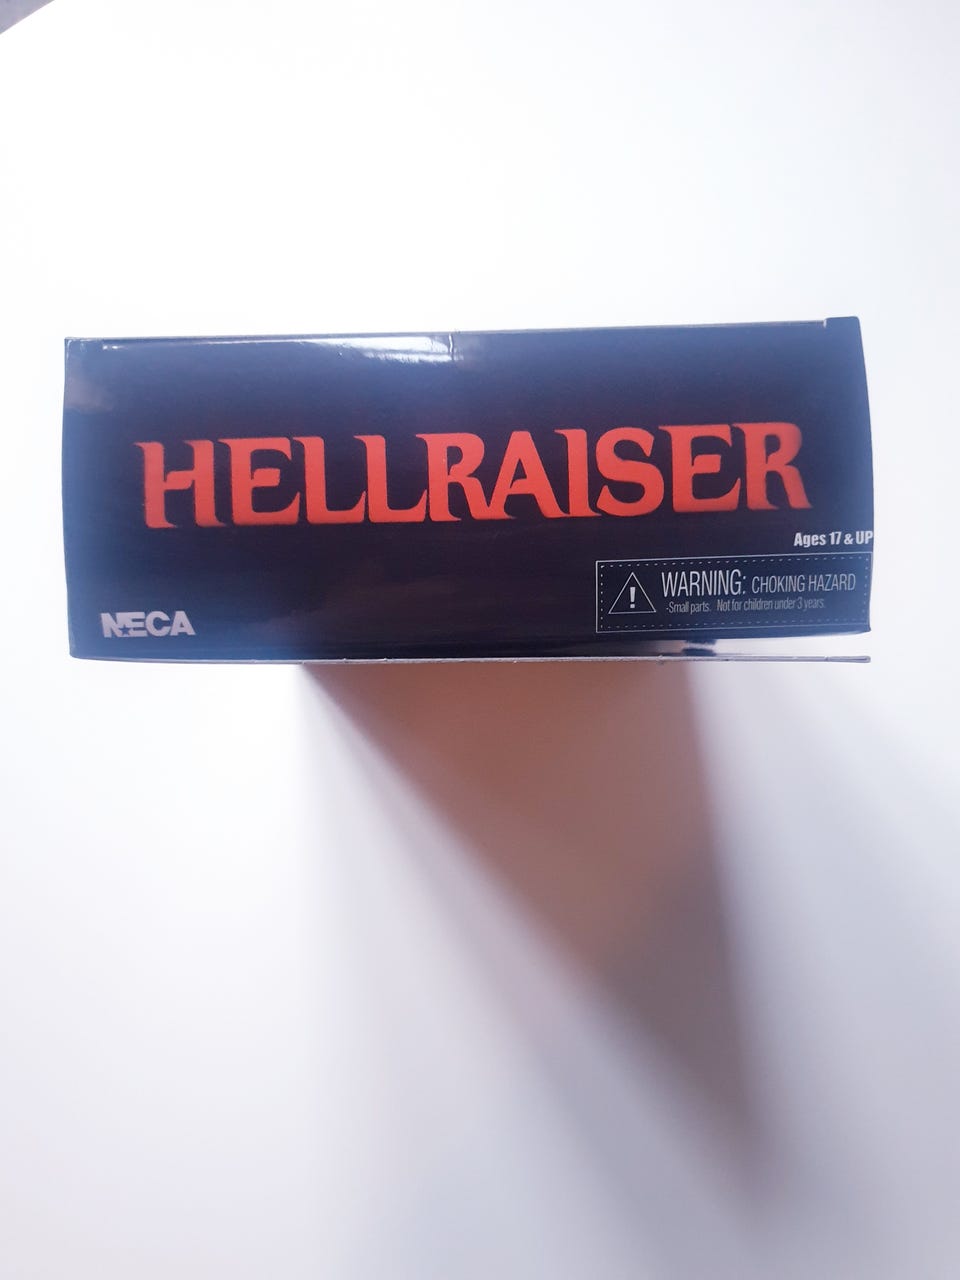 HELLRAISER
Ages 17 & UP
WARNING: CHOKING HAZARD
-Small parts. Not for children under 3 years.
NECA